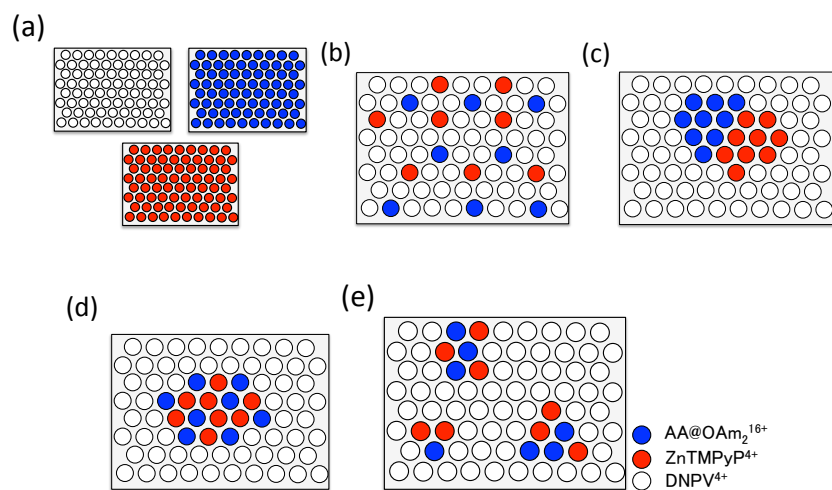 (a)
(b)
(c)
(d)
(e)
AA@OAm₂¹⁶⁺
ZnTMPyP⁴⁺
DNPV⁴⁺